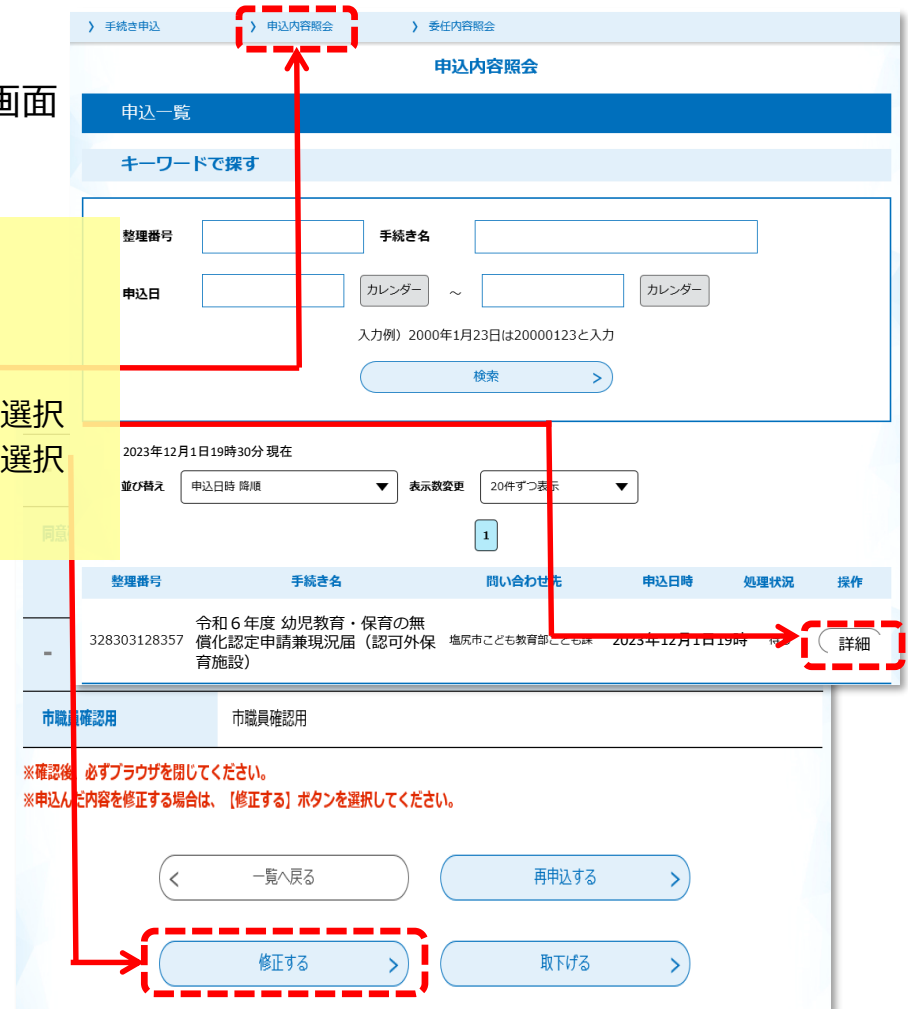 手続き申込
申込内容照会
委任内容照会
申込内容照会
画面
申込一覧
キーワードで探す
整理番号
手続き名
申込日
カレンダー
～
カレンダー
入力例）2000年1月23日は20000123と入力
検索
選択
選択
2023年12月1日19時30分 現在
並び替え
申込日時 降順
表示数変更
20件ずつ表示
1
整理番号 手続き名 問い合わせ先 申込日時 処理状況 操作
328303128357
令和６年度 幼児教育・保育の無
償化認定申請兼現況届（認可外保
育施設）
塩尻市こども教育部こども課
2023年12月1日19時
詳細
市職員確認用
市職員確認用
※確認後、必ずブラウザを閉じてください。
※申込んだ内容を修正する場合は、【修正する】ボタンを選択してください。
一覧へ戻る
再申込する
修正する
取下げる